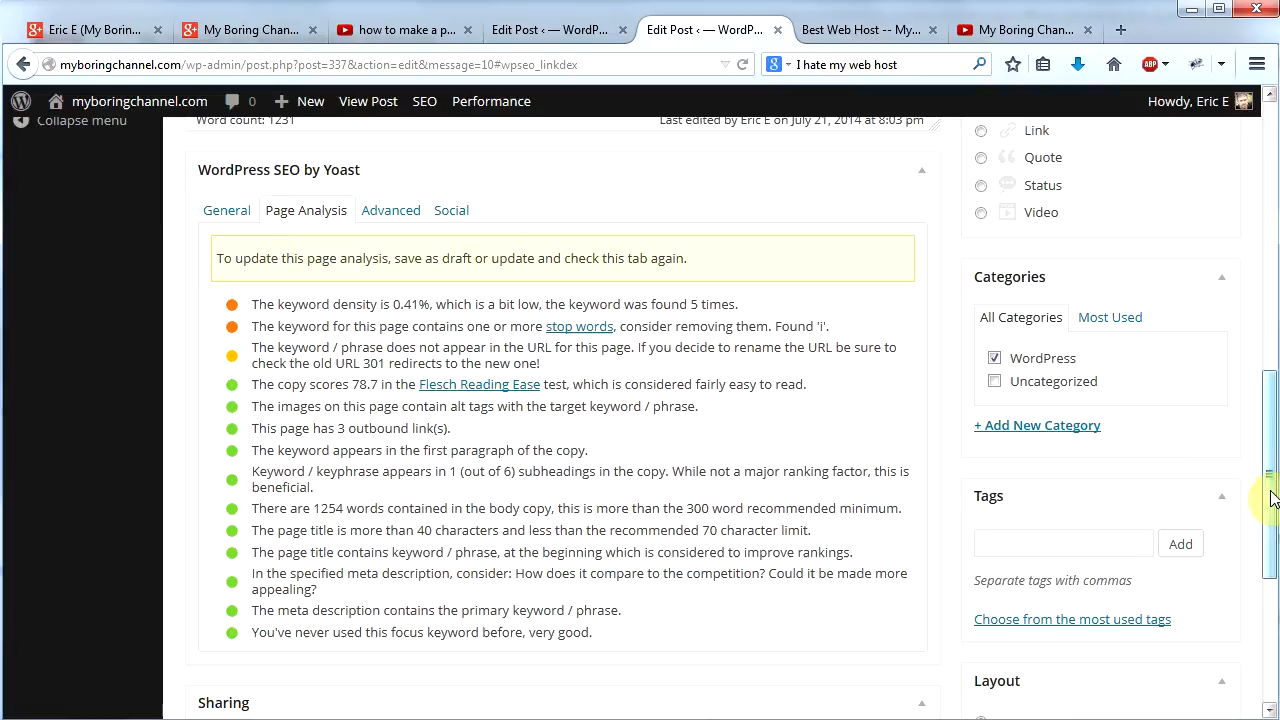 Eric E (My Borin...
My Boring Chan...
how to make a p...
Edit Post ‹ — WordP...
Edit Post ‹ — WordP...
Best Web Host -- My...
My Boring Chan...
myboringchannel.com/wp-admin/post.php?post=337&action=edit&message=10#wpseo_linkdex
I hate my web host
ABP
myboringchannel.com
0
New
View Post
SEO
Performance
Howdy, Eric E
Collapse menu
Word count: 1231
Last edited by Eric E on July 21, 2014 at 8:03 pm
WordPress SEO by Yoast
General
Page Analysis
Advanced
Social
To update this page analysis, save as draft or update and check this tab again.
The keyword density is 0.41%, which is a bit low, the keyword was found 5 times.
The keyword for this page contains one or more stop words, consider removing them. Found 'i'.
The keyword / phrase does not appear in the URL for this page. If you decide to rename the URL be sure to
check the old URL 301 redirects to the new one!
The copy scores 78.7 in the Flesch Reading Ease test, which is considered fairly easy to read.
The images on this page contain alt tags with the target keyword / phrase.
This page has 3 outbound link(s).
The keyword appears in the first paragraph of the copy.
Keyword / keyphrase appears in 1 (out of 6) subheadings in the copy. While not a major ranking factor, this is
beneficial.
There are 1254 words contained in the body copy, this is more than the 300 word recommended minimum.
The page title is more than 40 characters and less than the recommended 70 character limit.
The page title contains keyword / phrase, at the beginning which is considered to improve rankings.
In the specified meta description, consider: How does it compare to the competition? Could it be made more
appealing?
The meta description contains the primary keyword / phrase.
You've never used this focus keyword before, very good.
Sharing
Link
Quote
Status
Video
Categories
All Categories
Most Used
WordPress
Uncategorized
+ Add New Category
Tags
Add
Separate tags with commas
Choose from the most used tags
Layout